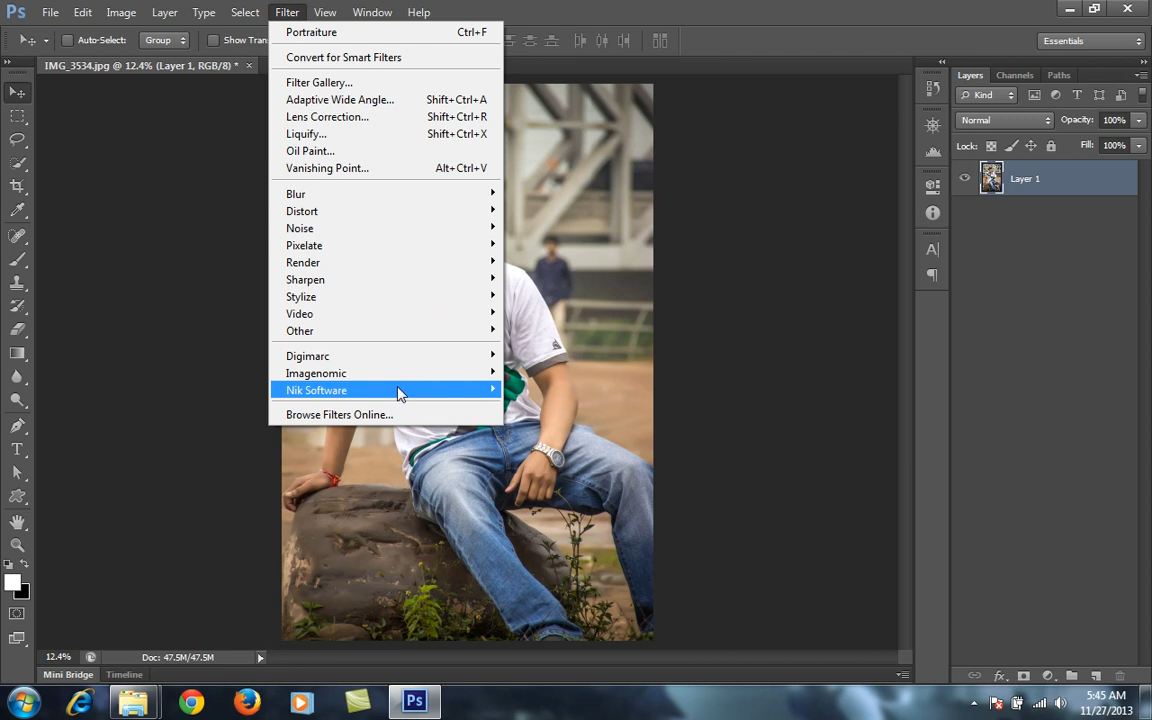 Ps File Edit Image Layer Type Select Filter View Window Help
Auto-Select: Group Show Tran
Essentials
IMG_3534.jpg @ 12.4% (Layer 1, RGB/8) * ×
Portraiture Ctrl+F
Convert for Smart Filters
Filter Gallery...
Adaptive Wide Angle... Shift+Ctrl+A
Lens Correction... Shift+Ctrl+R
Liquify... Shift+Ctrl+X
Oil Paint...
Vanishing Point... Alt+Ctrl+V
Blur
Distort
Noise
Pixelate
Render
Sharpen
Stylize
Video
Other
Digimarc
Imagenomic
Nik Software
Browse Filters Online...
Layers Channels Paths
Kind
Normal Opacity: 100%
Lock: Fill: 100%
Layer 1
12.4% Doc: 47.5M/47.5M
Mini Bridge Timeline
Ps
5:45 AM
11/27/2013